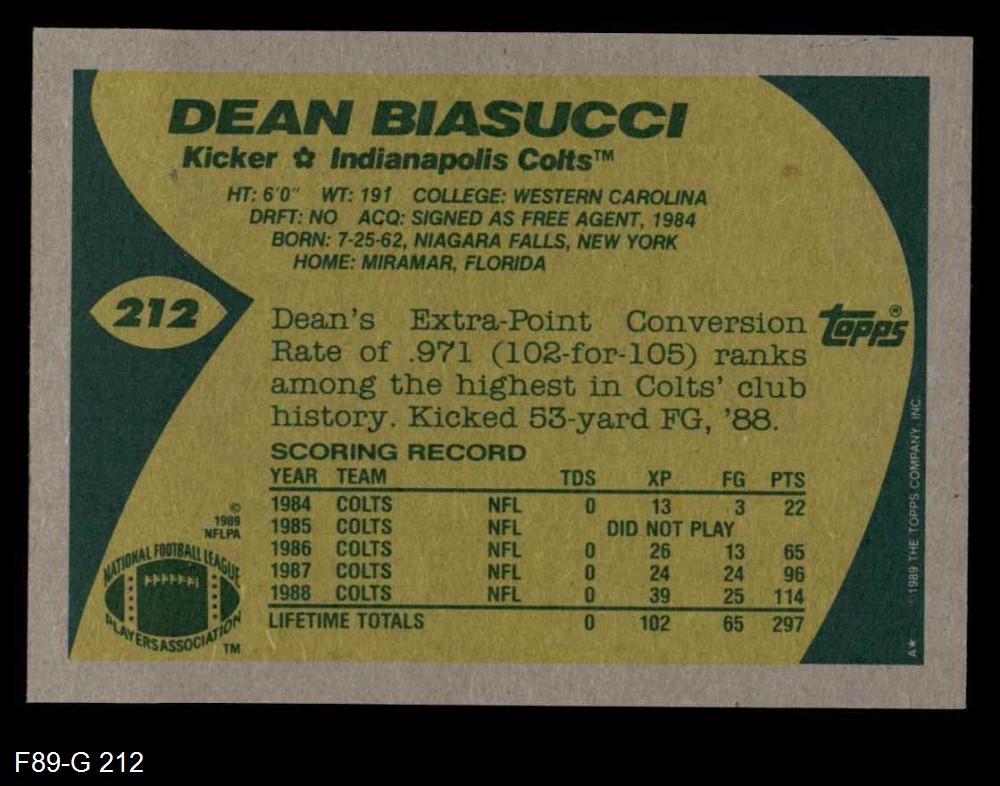 DEAN BIASUCCI
Kicker ✿ Indianapolis Colts™
HT: 6'0" WT: 191 COLLEGE: WESTERN CAROLINA
DRFT: NO ACQ: SIGNED AS FREE AGENT, 1984
BORN: 7-25-62, NIAGARA FALLS, NEW YORK
HOME: MIRAMAR, FLORIDA
212
Dean's Extra-Point Conversion
Rate of .971 (102-for-105) ranks
among the highest in Colts' club
history. Kicked 53-yard FG, '88.
topps®
SCORING RECORD
YEAR TEAM TDS XP FG PTS
1984 COLTS NFL 0 13 3 22
1985 COLTS NFL DID NOT PLAY
1986 COLTS NFL 0 26 13 65
1987 COLTS NFL 0 24 24 96
1988 COLTS NFL 0 39 25 114
LIFETIME TOTALS 0 102 65 297
©
1989
NFLPA
NATIONAL FOOTBALL LEAGUE
PLAYERS ASSOCIATION
TM
A* ©1989 THE TOPPS COMPANY, INC.
F89-G 212